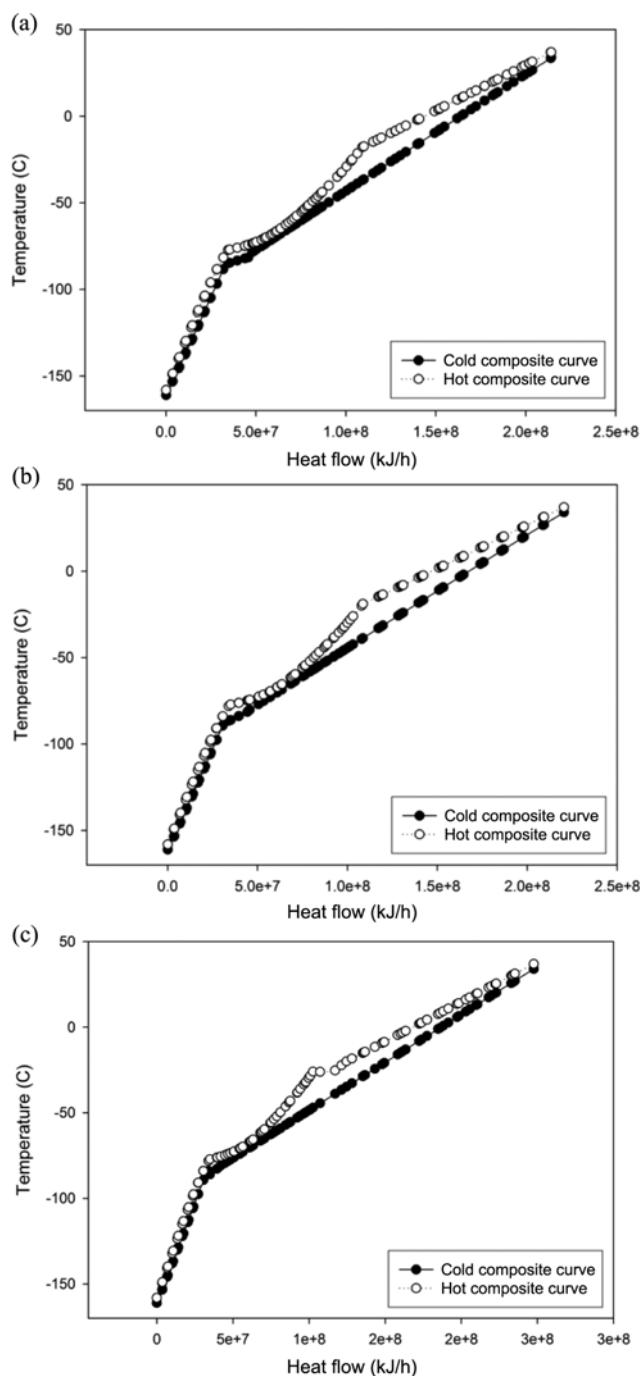 (a)
50
0
-50
-100
-150
Temperature (C)
Cold composite curve
Hot composite curve
0.0 5.0e+7 1.0e+8 1.5e+8 2.0e+8 2.5e+8
Heat flow (kJ/h)
(b)
50
0
-50
-100
-150
Temperature (C)
Cold composite curve
Hot composite curve
0.0 5.0e+7 1.0e+8 1.5e+8 2.0e+8 2.5e+8
Heat flow (kJ/h)
(c)
50
0
-50
-100
-150
Temperature (C)
Cold composite curve
Hot composite curve
0 5e+7 1e+8 2e+8 2e+8 3e+8 3e+8
Heat flow (kJ/h)